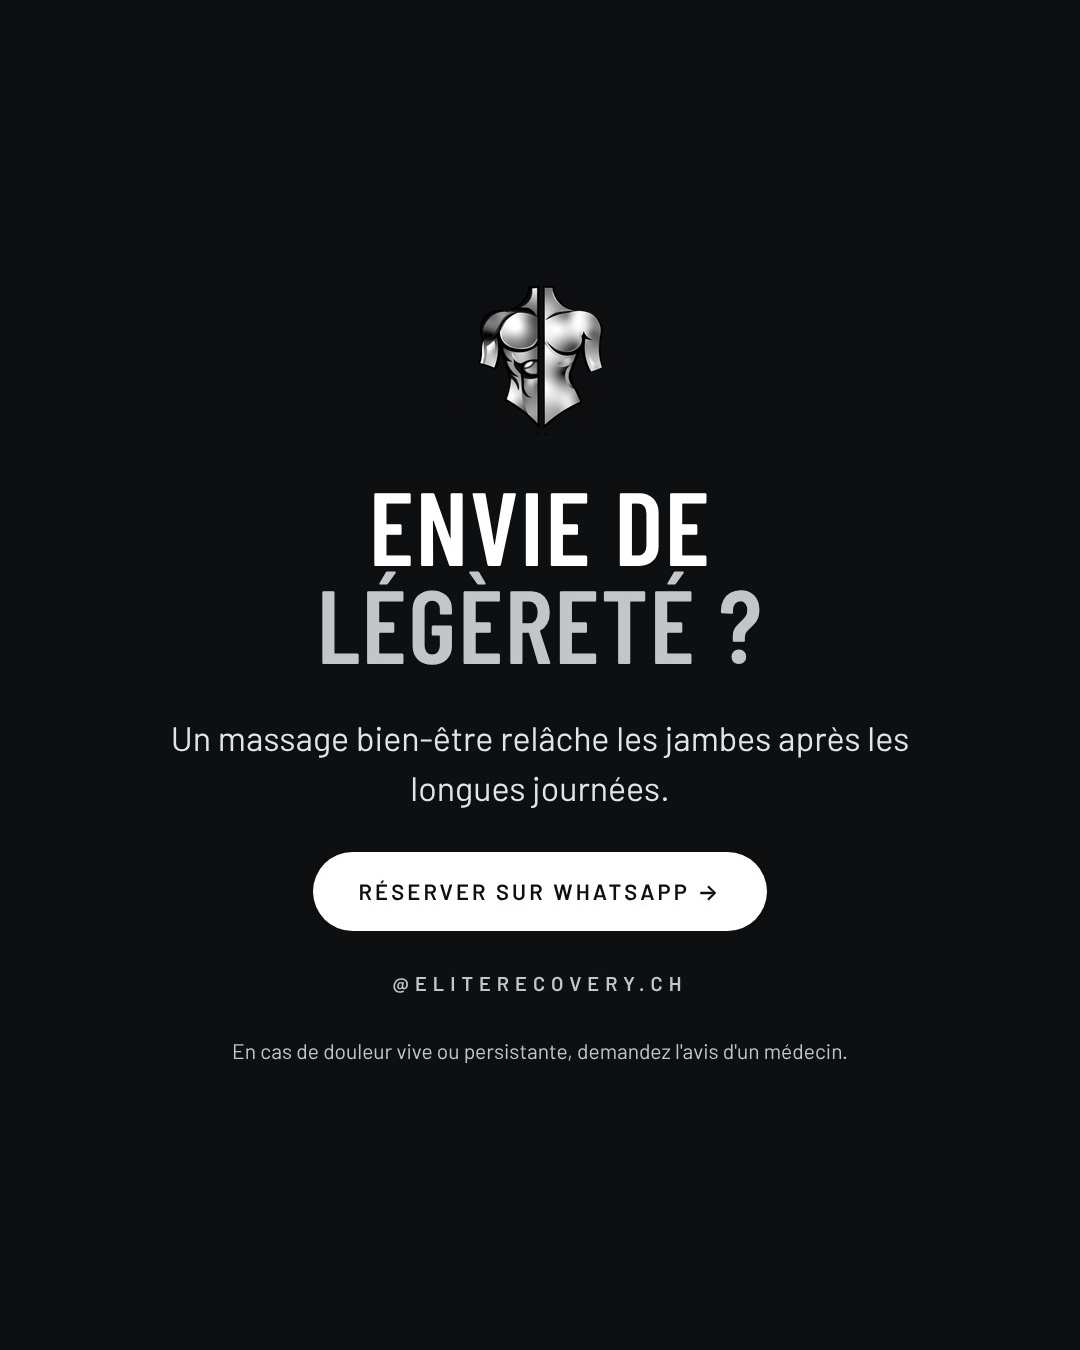 ENVIE DE
LÉGÈRETÉ ?
Un massage bien-être relâche les jambes après les
longues journées.
RÉSERVER SUR WHATSAPP →
@ELITERECOVERY.CH
En cas de douleur vive ou persistante, demandez l'avis d'un médecin.